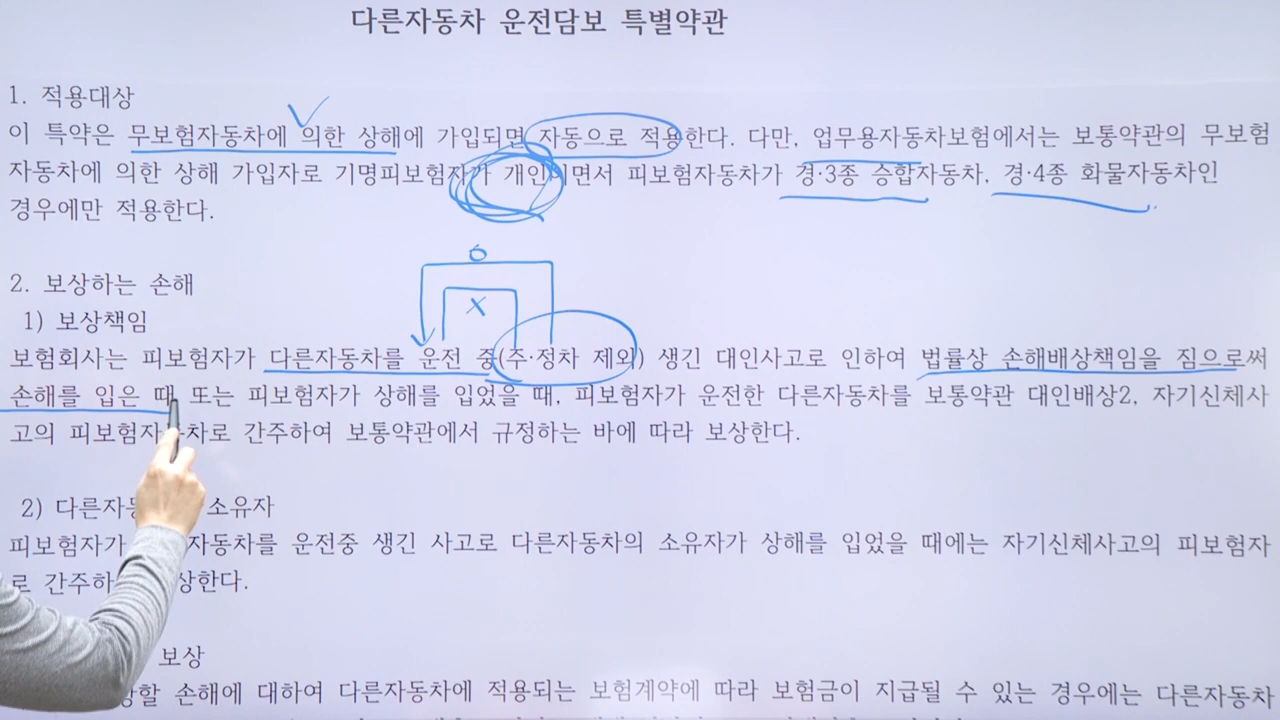 다른자동차 운전담보 특별약관
1. 적용대상
이 특약은 무보험자동차에 의한 상해에 가입되면 자동으로 적용한다. 다만, 업무용자동차보험에서는 보통약관의 무보험
자동차에 의한 상해 가입자로 기명피보험자가 개인이면서 피보험자동차가 경·3종 승합자동차, 경·4종 화물자동차인
경우에만 적용한다.
O
X
2. 보상하는 손해
1) 보상책임
보험회사는 피보험자가 다른자동차를 운전 중(주·정차 제외) 생긴 대인사고로 인하여 법률상 손해배상책임을 짐으로써
손해를 입은 때 또는 피보험자가 상해를 입었을 때, 피보험자가 운전한 다른자동차를 보통약관 대인배상2, 자기신체사
고의 피보험자 차로 간주하여 보통약관에서 규정하는 바에 따라 보상한다.
2) 다른자 소유자
피보험자가 자동차를 운전중 생긴 사고로 다른자동차의 소유자가 상해를 입었을 때에는 자기신체사고의 피보험자
로 간주하 상한다.
보상
할 손해에 대하여 다른자동차에 적용되는 보험계약에 따라 보험금이 지급될 수 있는 경우에는 다른자동차